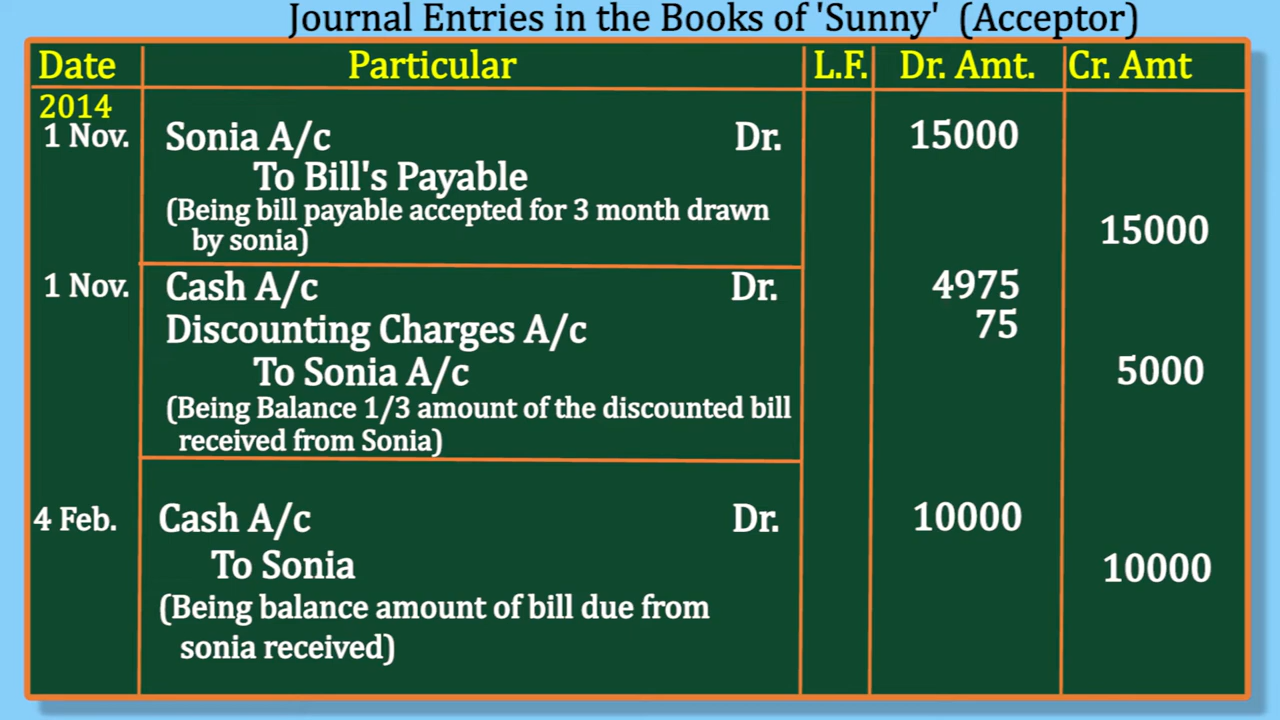 Journal Entries in the Books of 'Sunny' (Acceptor)
Date Particular L.F. Dr. Amt. Cr. Amt
2014
1 Nov. Sonia A/c Dr. 15000
To Bill's Payable
(Being bill payable accepted for 3 month drawn
by sonia) 15000
1 Nov. Cash A/c Dr. 4975
Discounting Charges A/c 75
To Sonia A/c 5000
(Being Balance 1/3 amount of the discounted bill
received from Sonia)
4 Feb. Cash A/c Dr. 10000
To Sonia 10000
(Being balance amount of bill due from
sonia received)